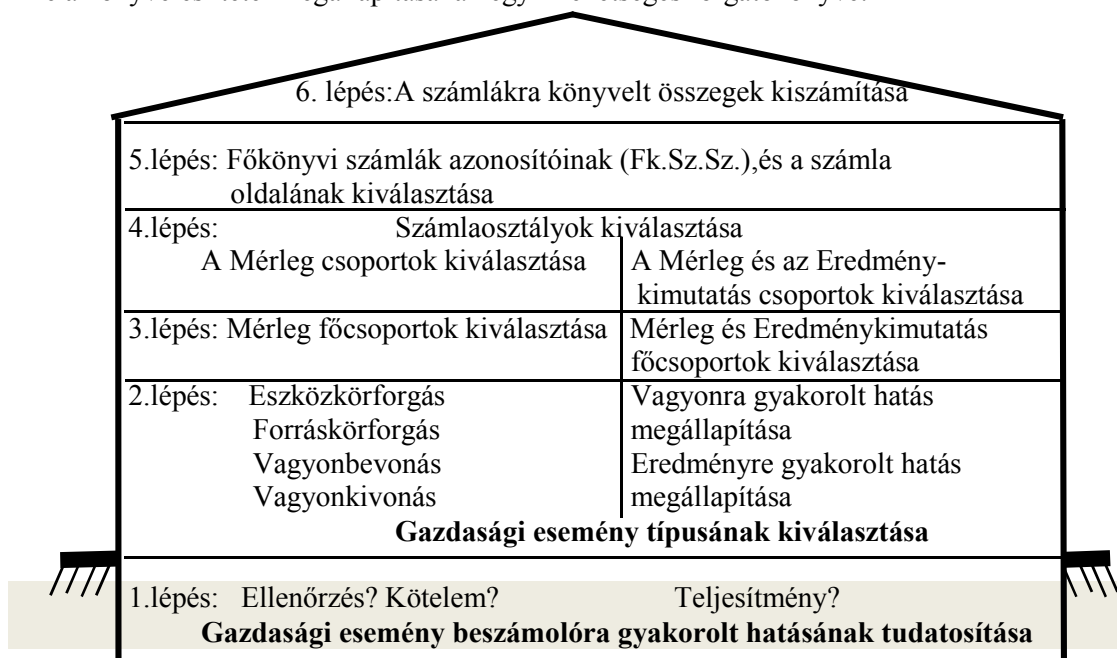 6. lépés:A számlákra könyvelt összegek kiszámítása
5.lépés: Főkönyvi számlák azonosítóinak (Fk.Sz.Sz.),és a számla
oldalának kiválasztása
4.lépés: Számlaosztályok kiválasztása
A Mérleg csoportok kiválasztása
A Mérleg és az Eredmény-
kimutatás csoportok kiválasztása
3.lépés: Mérleg főcsoportok kiválasztása
Mérleg és Eredménykimutatás
főcsoportok kiválasztása
2.lépés: Eszközkörforgás
Forráskörforgás
Vagyonbevonás
Vagyonkivonás
Vagyonra gyakorolt hatás
megállapítása
Eredményre gyakorolt hatás
megállapítása
Gazdasági esemény típusának kiválasztása
1.lépés: Ellenőrzés? Kötelem? Teljesítmény?
Gazdasági esemény beszámolóra gyakorolt hatásának tudatosítása